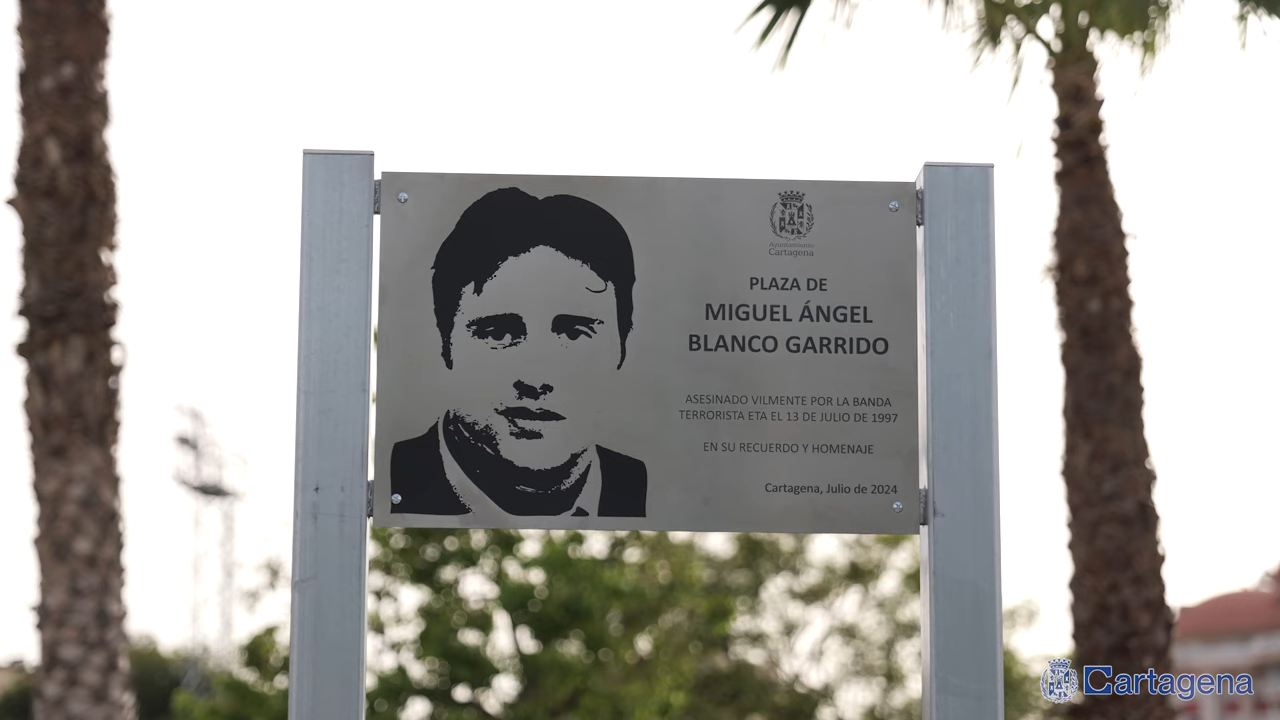 Ayuntamiento
Cartagena
PLAZA DE
MIGUEL ÁNGEL
BLANCO GARRIDO
ASESINADO VILMENTE POR LA BANDA
TERRORISTA ETA EL 13 DE JULIO DE 1997
EN SU RECUERDO Y HOMENAJE
Cartagena, Julio de 2024
Cartagena